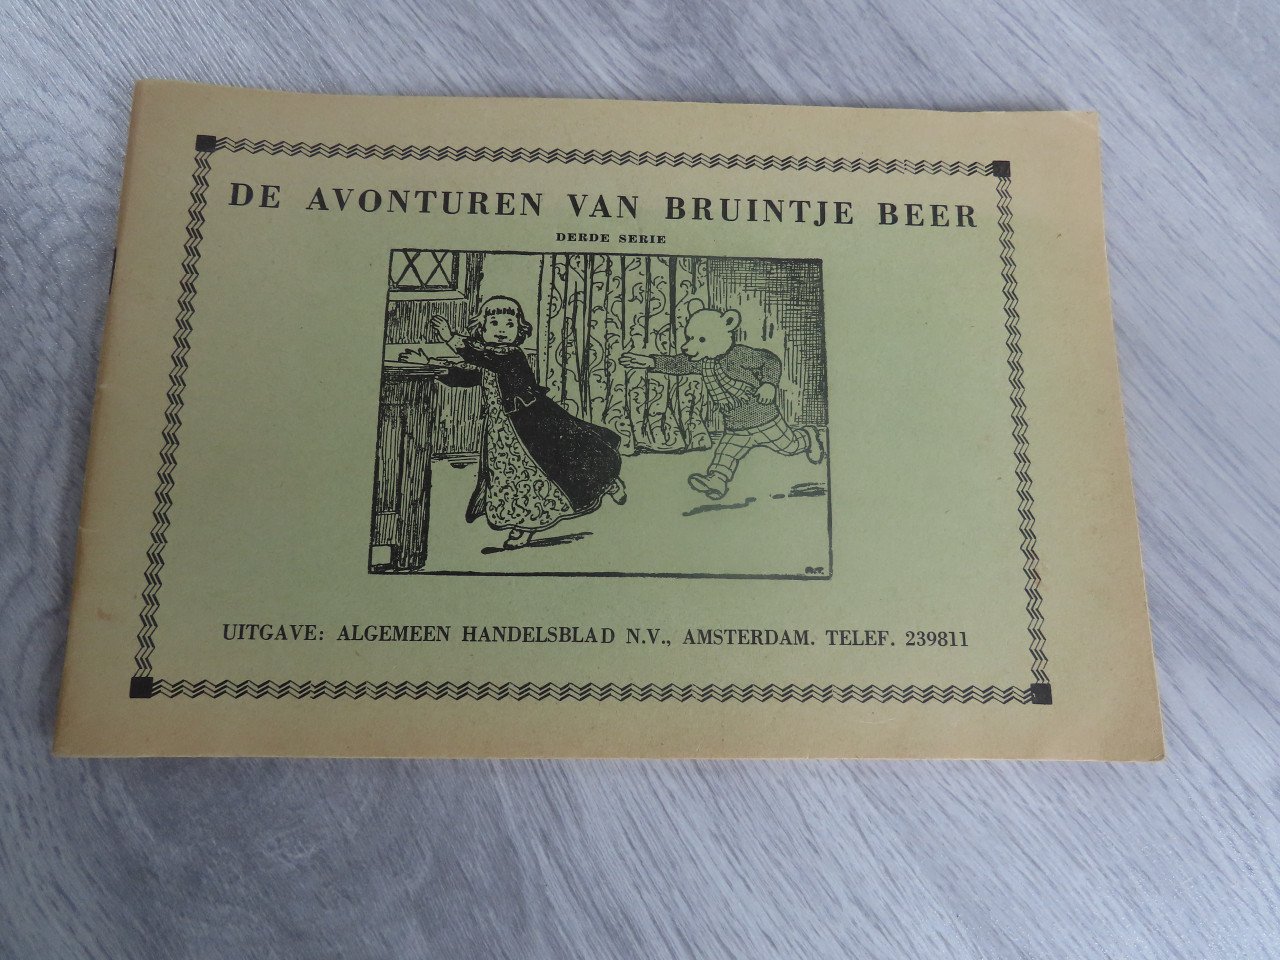 DE AVONTUREN VAN BRUINTJE BEER
DERDE SERIE
UITGAVE: ALGEMEEN HANDELSBLAD N.V., AMSTERDAM. TELEF. 239811